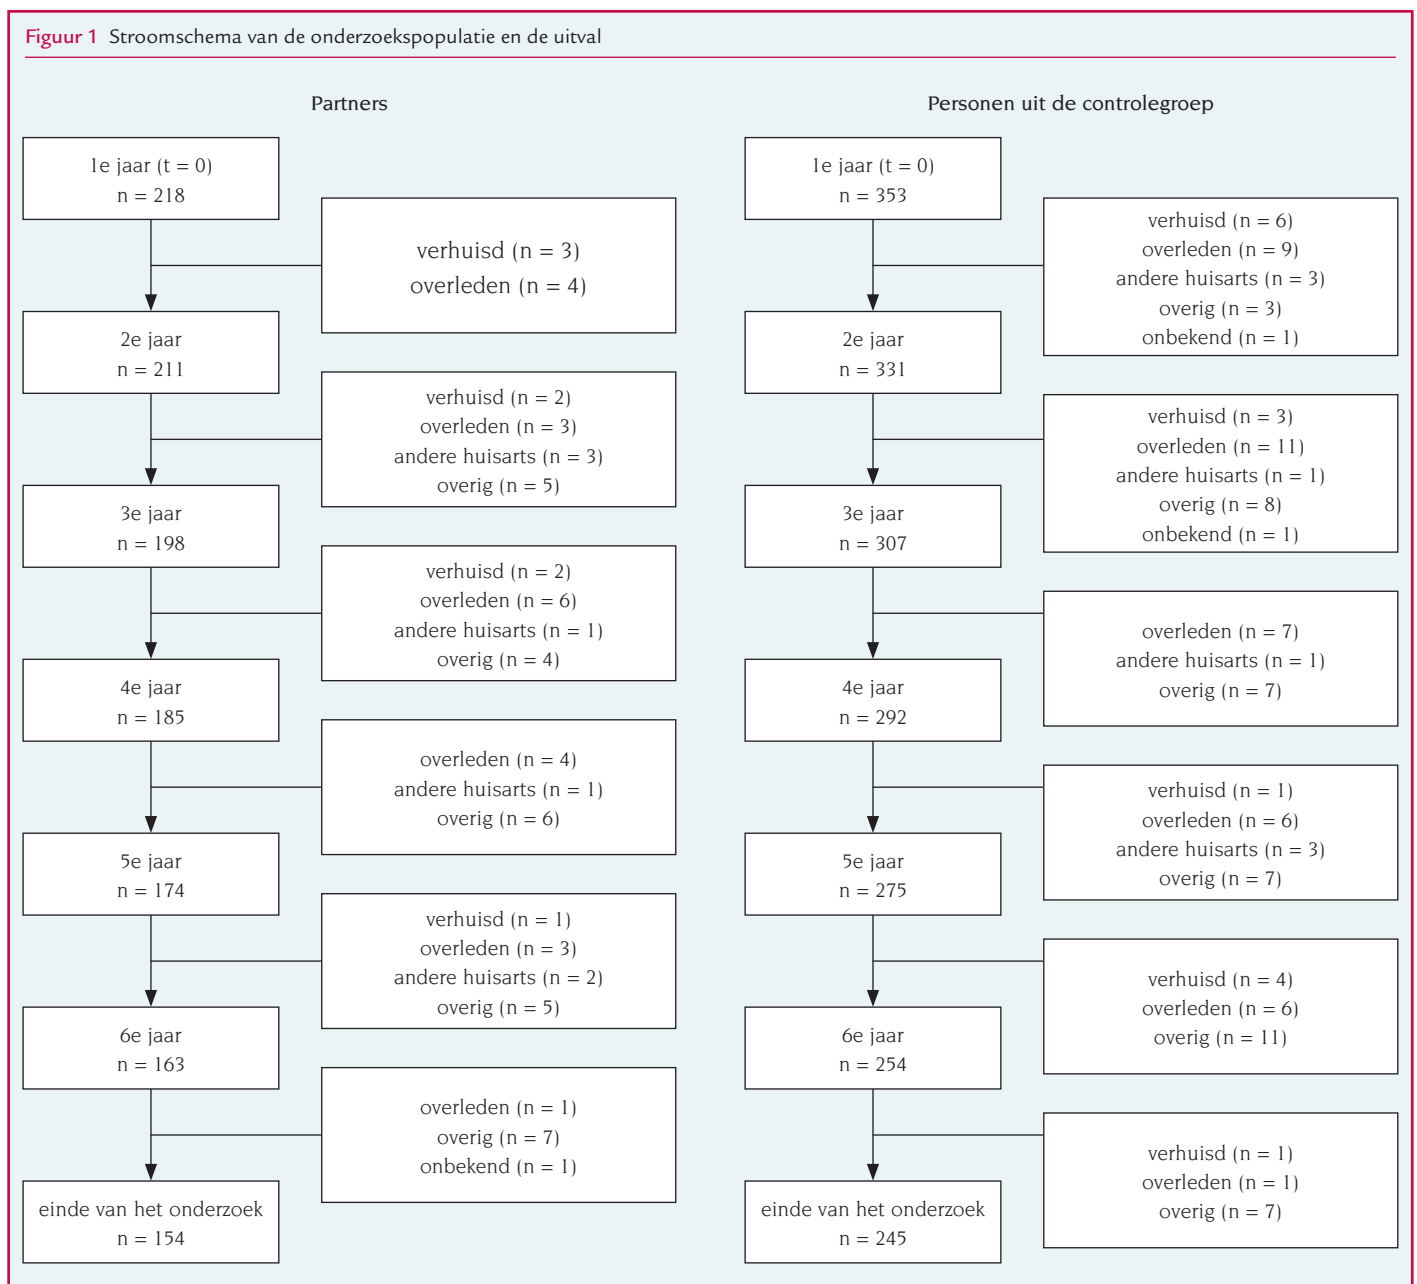 Figuur 1 Stroomschema van de onderzoekspopulatie en de uitval
Partners
1e jaar (t = 0)
n = 218
verhuisd (n = 3)
overleden (n = 4)
2e jaar
n = 211
verhuisd (n = 2)
overleden (n = 3)
andere huisarts (n = 3)
overig (n = 5)
3e jaar
n = 198
verhuisd (n = 2)
overleden (n = 6)
andere huisarts (n = 1)
overig (n = 4)
4e jaar
n = 185
overleden (n = 4)
andere huisarts (n = 1)
overig (n = 6)
5e jaar
n = 174
verhuisd (n = 1)
overleden (n = 3)
andere huisarts (n = 2)
overig (n = 5)
6e jaar
n = 163
overleden (n = 1)
overig (n = 7)
onbekend (n = 1)
einde van het onderzoek
n = 154
Personen uit de controlegroep
1e jaar (t = 0)
n = 353
verhuisd (n = 6)
overleden (n = 9)
andere huisarts (n = 3)
overig (n = 3)
onbekend (n = 1)
2e jaar
n = 331
verhuisd (n = 3)
overleden (n = 11)
andere huisarts (n = 1)
overig (n = 8)
onbekend (n = 1)
3e jaar
n = 307
overleden (n = 7)
andere huisarts (n = 1)
overig (n = 7)
4e jaar
n = 292
verhuisd (n = 1)
overleden (n = 6)
andere huisarts (n = 3)
overig (n = 7)
5e jaar
n = 275
verhuisd (n = 4)
overleden (n = 6)
overig (n = 11)
6e jaar
n = 254
verhuisd (n = 1)
overleden (n = 1)
overig (n = 7)
einde van het onderzoek
n = 245